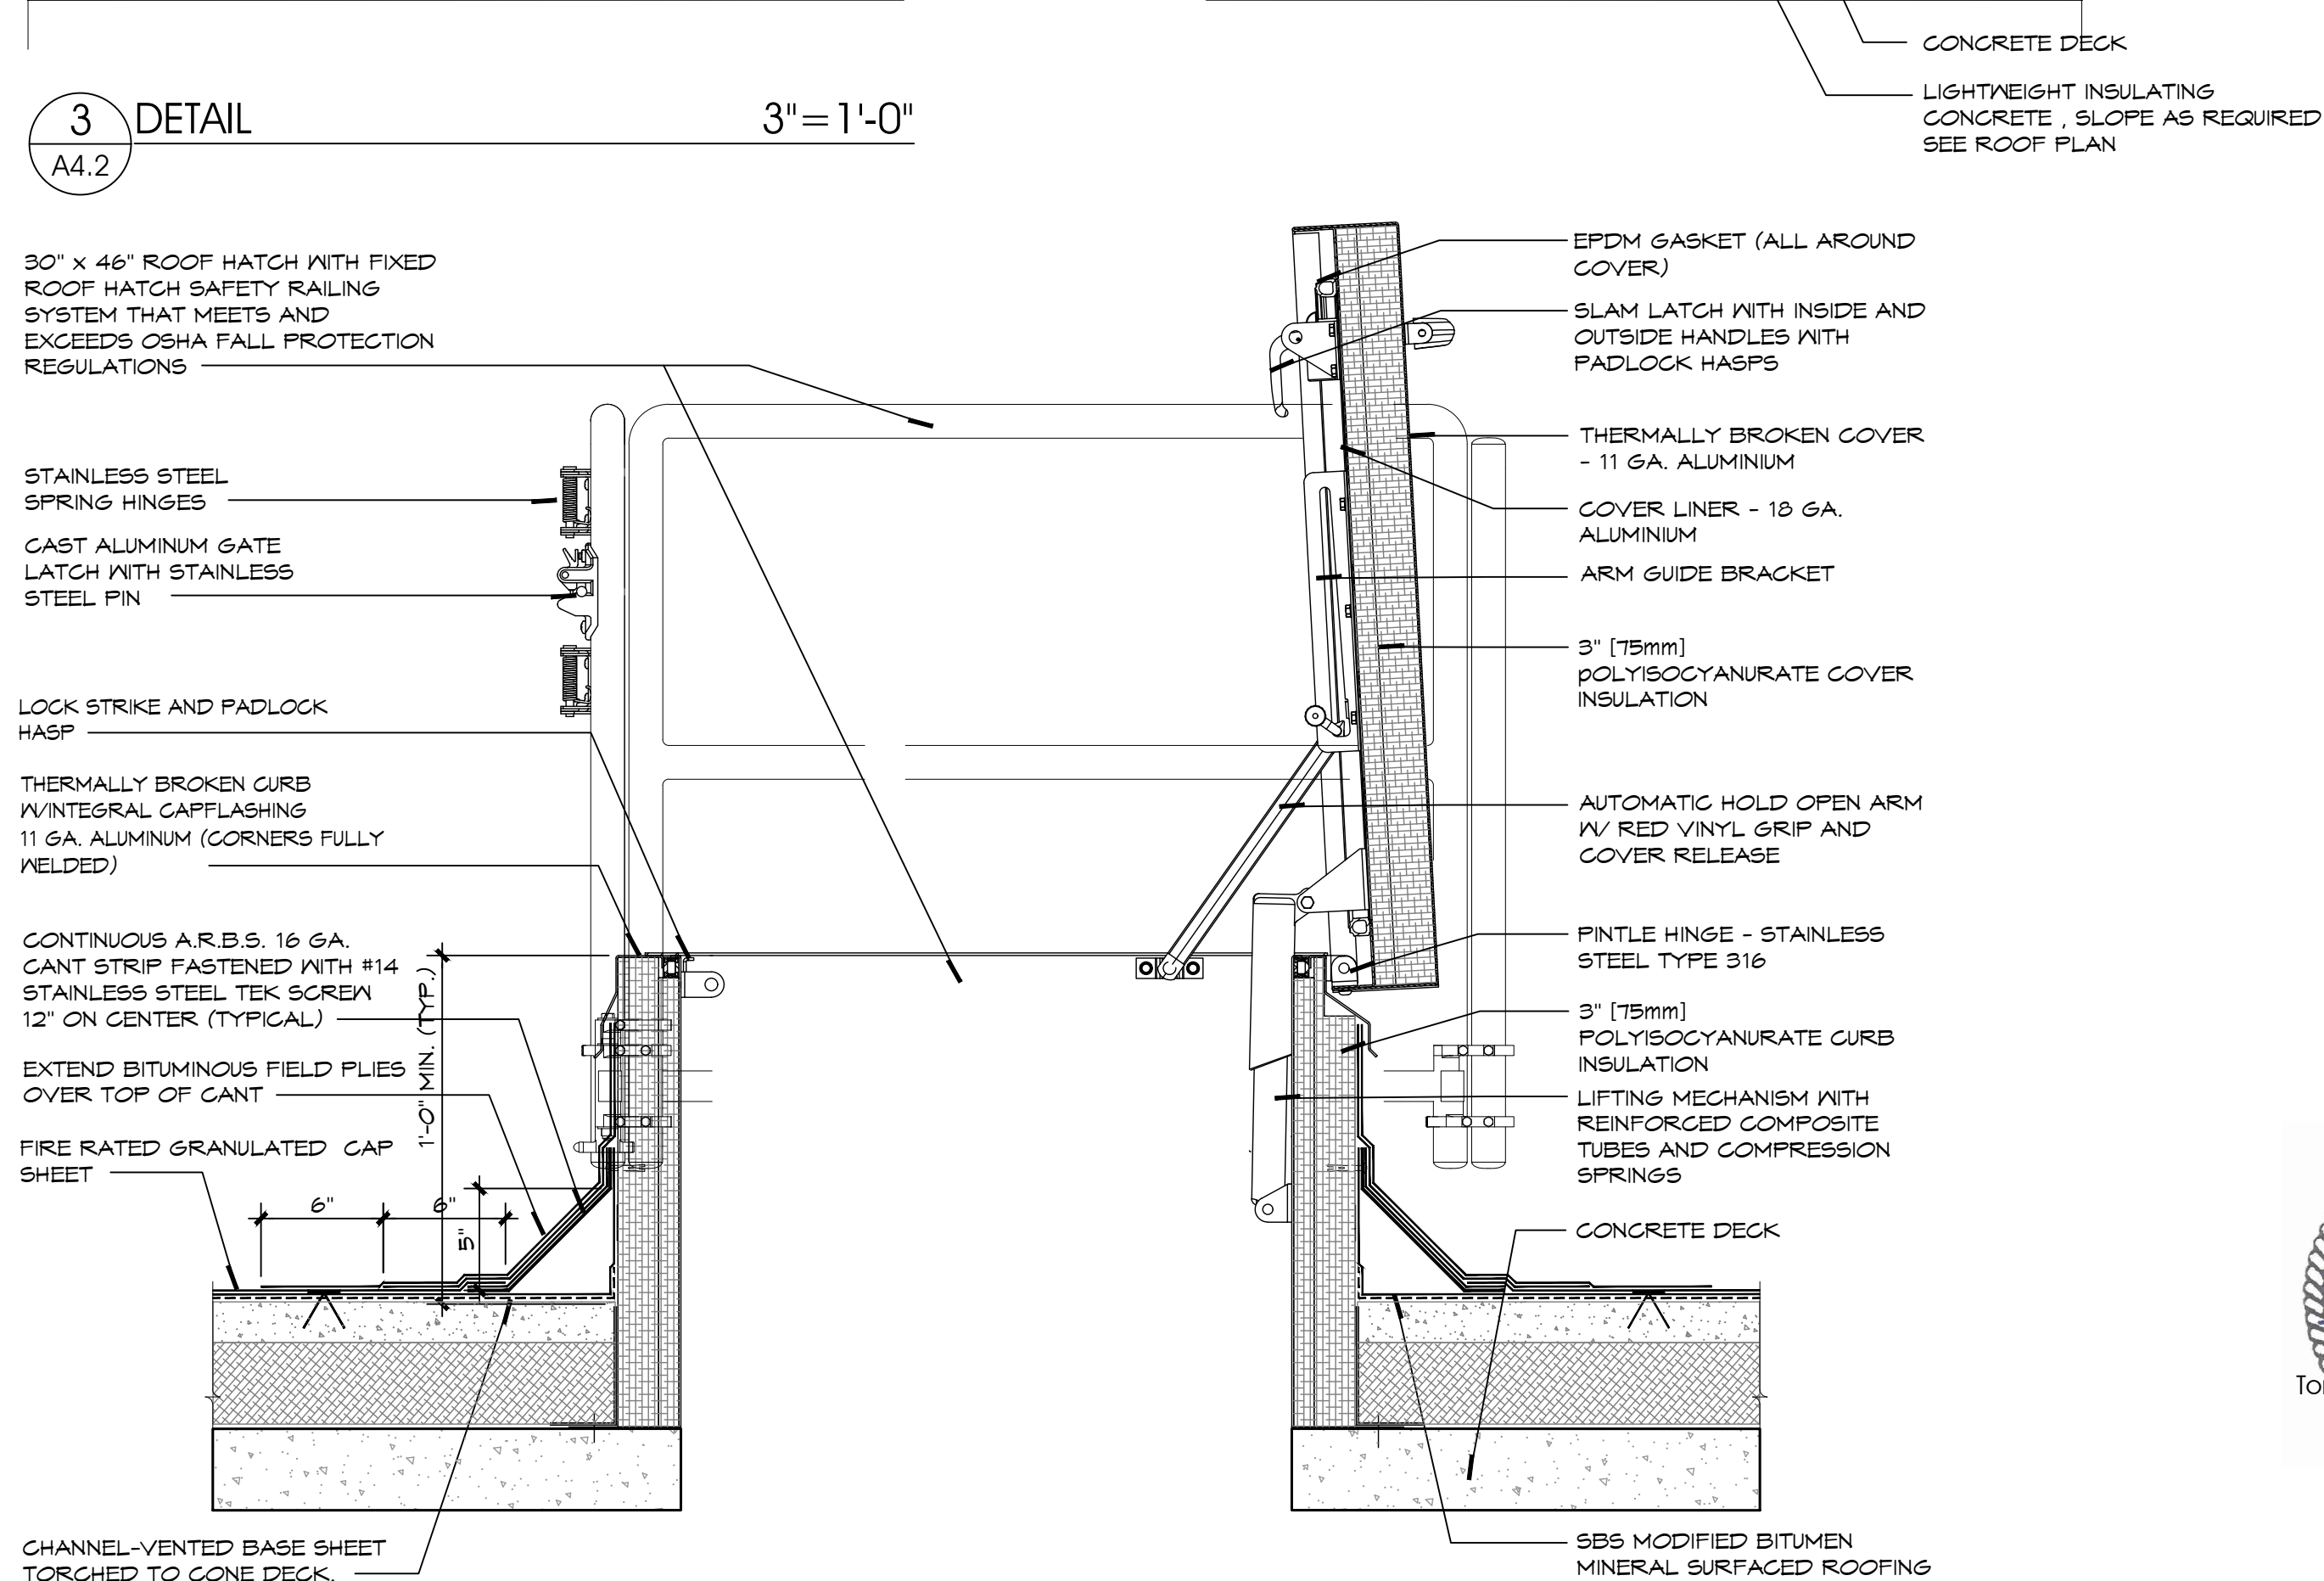 CONCRETE DECK
LIGHTWEIGHT INSULATING
CONCRETE , SLOPE AS REQUIRED
SEE ROOF PLAN
3
A4.2
DETAIL
3"=1'-0"
30" x 46" ROOF HATCH WITH FIXED
ROOF HATCH SAFETY RAILING
SYSTEM THAT MEETS AND
EXCEEDS OSHA FALL PROTECTION
REGULATIONS
STAINLESS STEEL
SPRING HINGES
CAST ALUMINUM GATE
LATCH WITH STAINLESS
STEEL PIN
LOCK STRIKE AND PADLOCK
HASP
THERMALLY BROKEN CURB
W/INTEGRAL CAPFLASHING
11 GA. ALUMINUM (CORNERS FULLY
WELDED)
CONTINUOUS A.R.B.S. 16 GA.
CANT STRIP FASTENED WITH #14
STAINLESS STEEL TEK SCREW
12" ON CENTER (TYPICAL)
EXTEND BITUMINOUS FIELD PLIES
OVER TOP OF CANT
FIRE RATED GRANULATED CAP
SHEET
1'-0" MIN. (TYP.)
6"
6"
5"
CHANNEL-VENTED BASE SHEET
TORCHED TO CONE DECK.
EPDM GASKET (ALL AROUND
COVER)
SLAM LATCH WITH INSIDE AND
OUTSIDE HANDLES WITH
PADLOCK HASPS
THERMALLY BROKEN COVER
- 11 GA. ALUMINIUM
COVER LINER - 18 GA.
ALUMINIUM
ARM GUIDE BRACKET
3" [75mm]
pOLYISOCYANURATE COVER
INSULATION
AUTOMATIC HOLD OPEN ARM
W/ RED VINYL GRIP AND
COVER RELEASE
PINTLE HINGE - STAINLESS
STEEL TYPE 316
3" [75mm]
POLYISOCYANURATE CURB
INSULATION
LIFTING MECHANISM WITH
REINFORCED COMPOSITE
TUBES AND COMPRESSION
SPRINGS
CONCRETE DECK
SBS MODIFIED BITUMEN
MINERAL SURFACED ROOFING